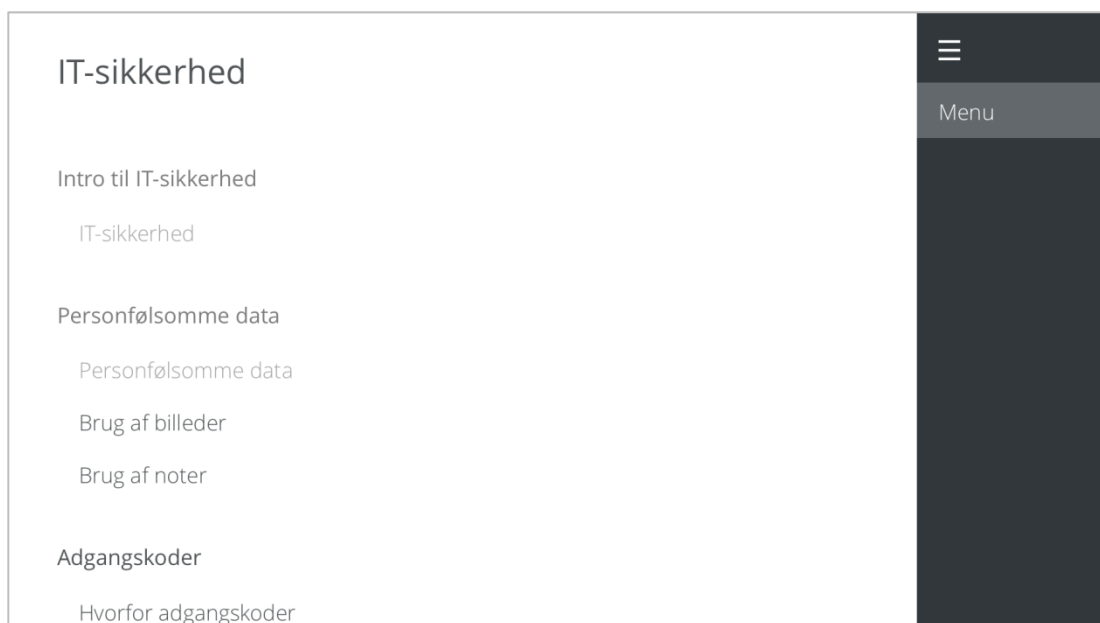 IT-sikkerhed
Menu
Intro til IT-sikkerhed
IT-sikkerhed
Personfølsomme data
Personfølsomme data
Brug af billeder
Brug af noter
Adgangskoder
Hvorfor adgangskoder